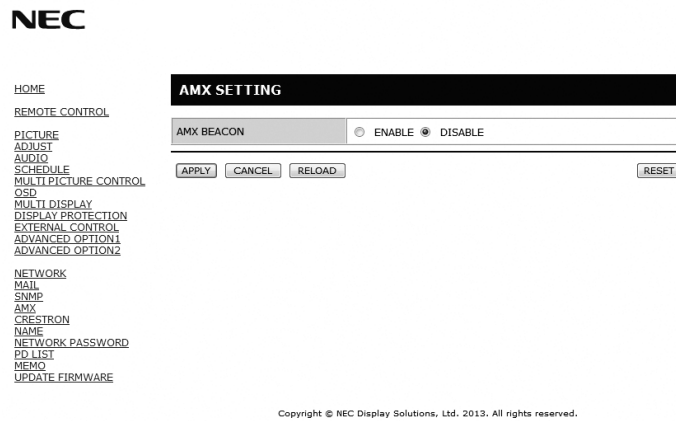 NEC
HOME
REMOTE CONTROL
PICTURE
ADJUST
AUDIO
SCHEDULE
MULTI PICTURE CONTROL
OSD
MULTI DISPLAY
DISPLAY PROTECTION
EXTERNAL CONTROL
ADVANCED OPTION1
ADVANCED OPTION2
NETWORK
MAIL
SNMP
AMX
CRESTRON
NAME
NETWORK PASSWORD
PD LIST
MEMO
UPDATE FIRMWARE
AMX SETTING
AMX BEACON ENABLE DISABLE
APPLY CANCEL RELOAD RESET
Copyright © NEC Display Solutions, Ltd. 2013. All rights reserved.